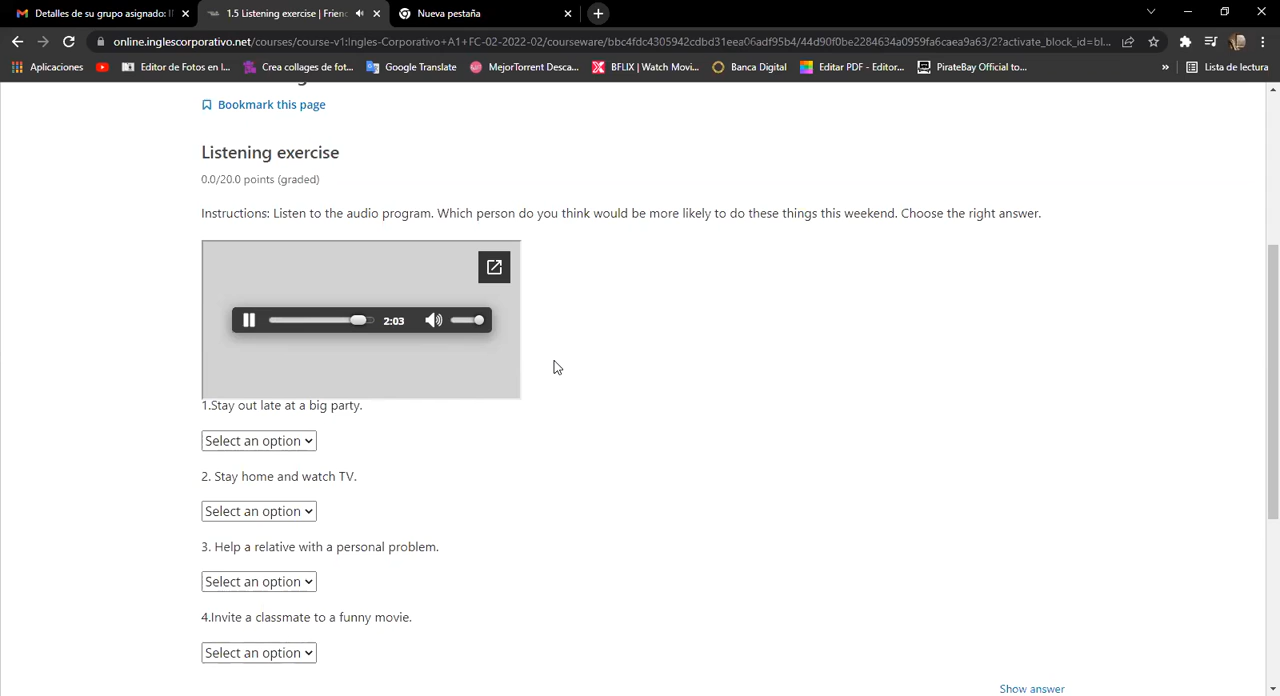 Detalles de su grupo asignado: I
1.5 Listening exercise | Frien
Nueva pestaña
online.inglescorporativo.net/courses/course-v1:Ingles-Corporativo+A1+FC-02-2022-02/courseware/bbc4fdc4305942cdbd31eea06adf95b4/44d90f0be2284634a0959fa6caea9a63/2?activate_block_id=bl...
Aplicaciones
Editor de Fotos en l...
Crea collages de fot...
Google Translate
MejorTorrent Desca...
BFLIX | Watch Movi...
Banca Digital
Editar PDF - Editor...
PirateBay Official to...
»
Lista de lectura
Bookmark this page
Listening exercise
0.0/20.0 points (graded)
Instructions: Listen to the audio program. Which person do you think would be more likely to do these things this weekend. Choose the right answer.
2:03
1.Stay out late at a big party.
Select an option
2. Stay home and watch TV.
Select an option
3. Help a relative with a personal problem.
Select an option
4.Invite a classmate to a funny movie.
Select an option
Show answer